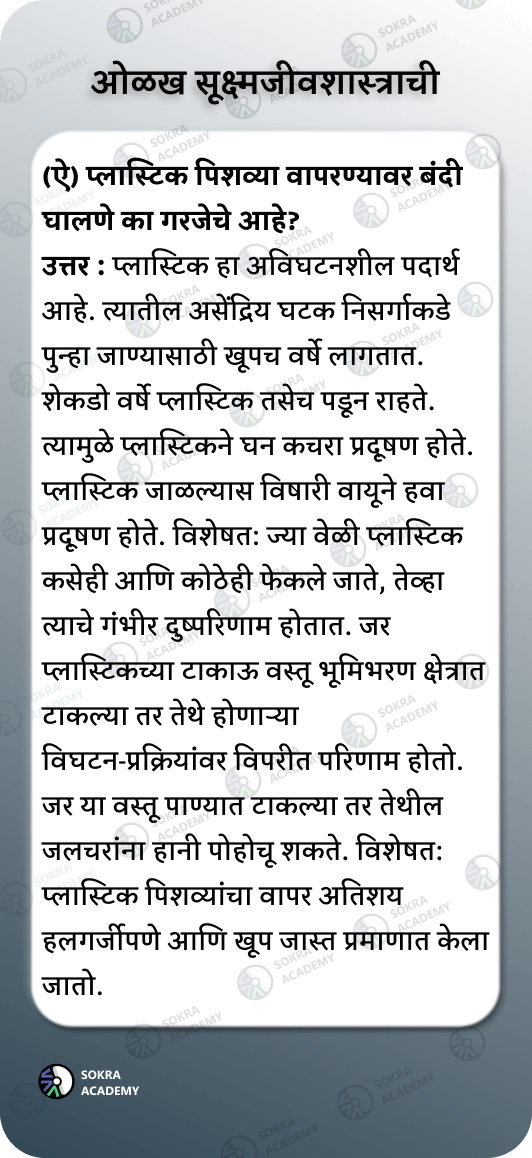 ओळख सूक्ष्मजीवशास्त्राची
(ऐ) प्लास्टिक पिशव्या वापरण्यावर बंदी
घालणे का गरजेचे आहे?
उत्तर : प्लास्टिक हा अविघटनशील पदार्थ
आहे. त्यातील असेंद्रिय घटक निसर्गाकडे
पुन्हा जाण्यासाठी खूपच वर्षे लागतात.
शेकडो वर्षे प्लास्टिक तसेच पडून राहते.
त्यामुळे प्लास्टिकने घन कचरा प्रदूषण होते.
प्लास्टिक जाळल्यास विषारी वायूने हवा
प्रदूषण होते. विशेषत: ज्या वेळी प्लास्टिक
कसेही आणि कोठेही फेकले जाते, तेव्हा
त्याचे गंभीर दुष्परिणाम होतात. जर
प्लास्टिकच्या टाकाऊ वस्तू भूमिभरण क्षेत्रात
टाकल्या तर तेथे होणाऱ्या
विघटन-प्रक्रियांवर विपरीत परिणाम होतो.
जर या वस्तू पाण्यात टाकल्या तर तेथील
जलचरांना हानी पोहोचू शकते. विशेषत:
प्लास्टिक पिशव्यांचा वापर अतिशय
हलगर्जीपणे आणि खूप जास्त प्रमाणात केला
जातो.
SOKRA
ACADEMY